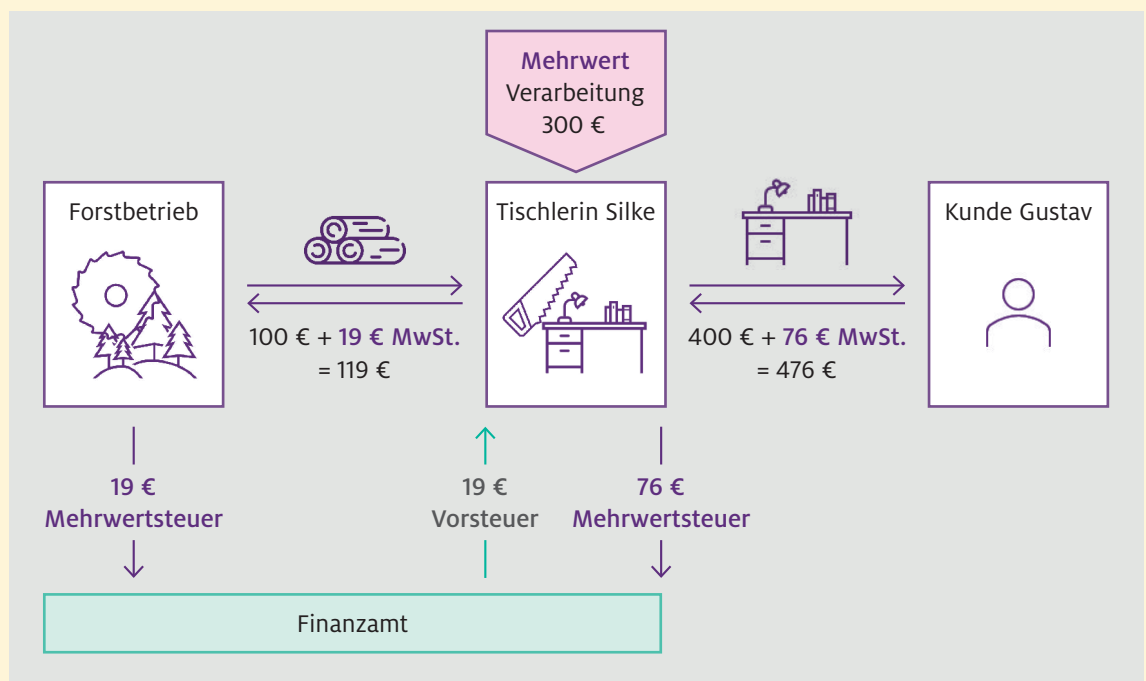 Mehrwert
Verarbeitung
300 €
Forstbetrieb
Tischlerin Silke
Kunde Gustav
100 € + 19 € MwSt.
= 119 €
400 € + 76 € MwSt.
= 476 €
19 €
Mehrwertsteuer
19 €
Vorsteuer
76 €
Mehrwertsteuer
Finanzamt